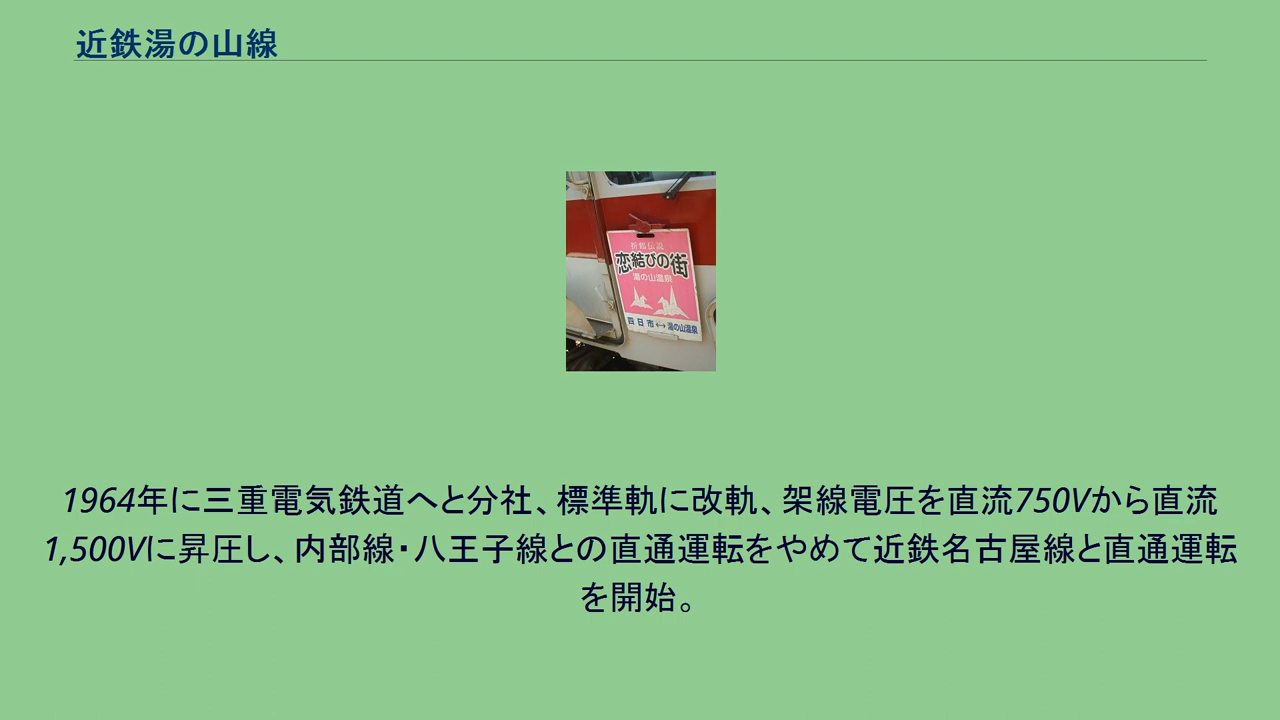 近鉄湯の山線
折鶴伝説
恋結びの街
湯の山温泉
四日市↔湯の山温泉
1964年に三重電気鉄道へと分社、標準軌に改軌、架線電圧を直流750Vから直流
1,500Vに昇圧し、内部線・八王子線との直通運転をやめて近鉄名古屋線と直通運転
を開始。